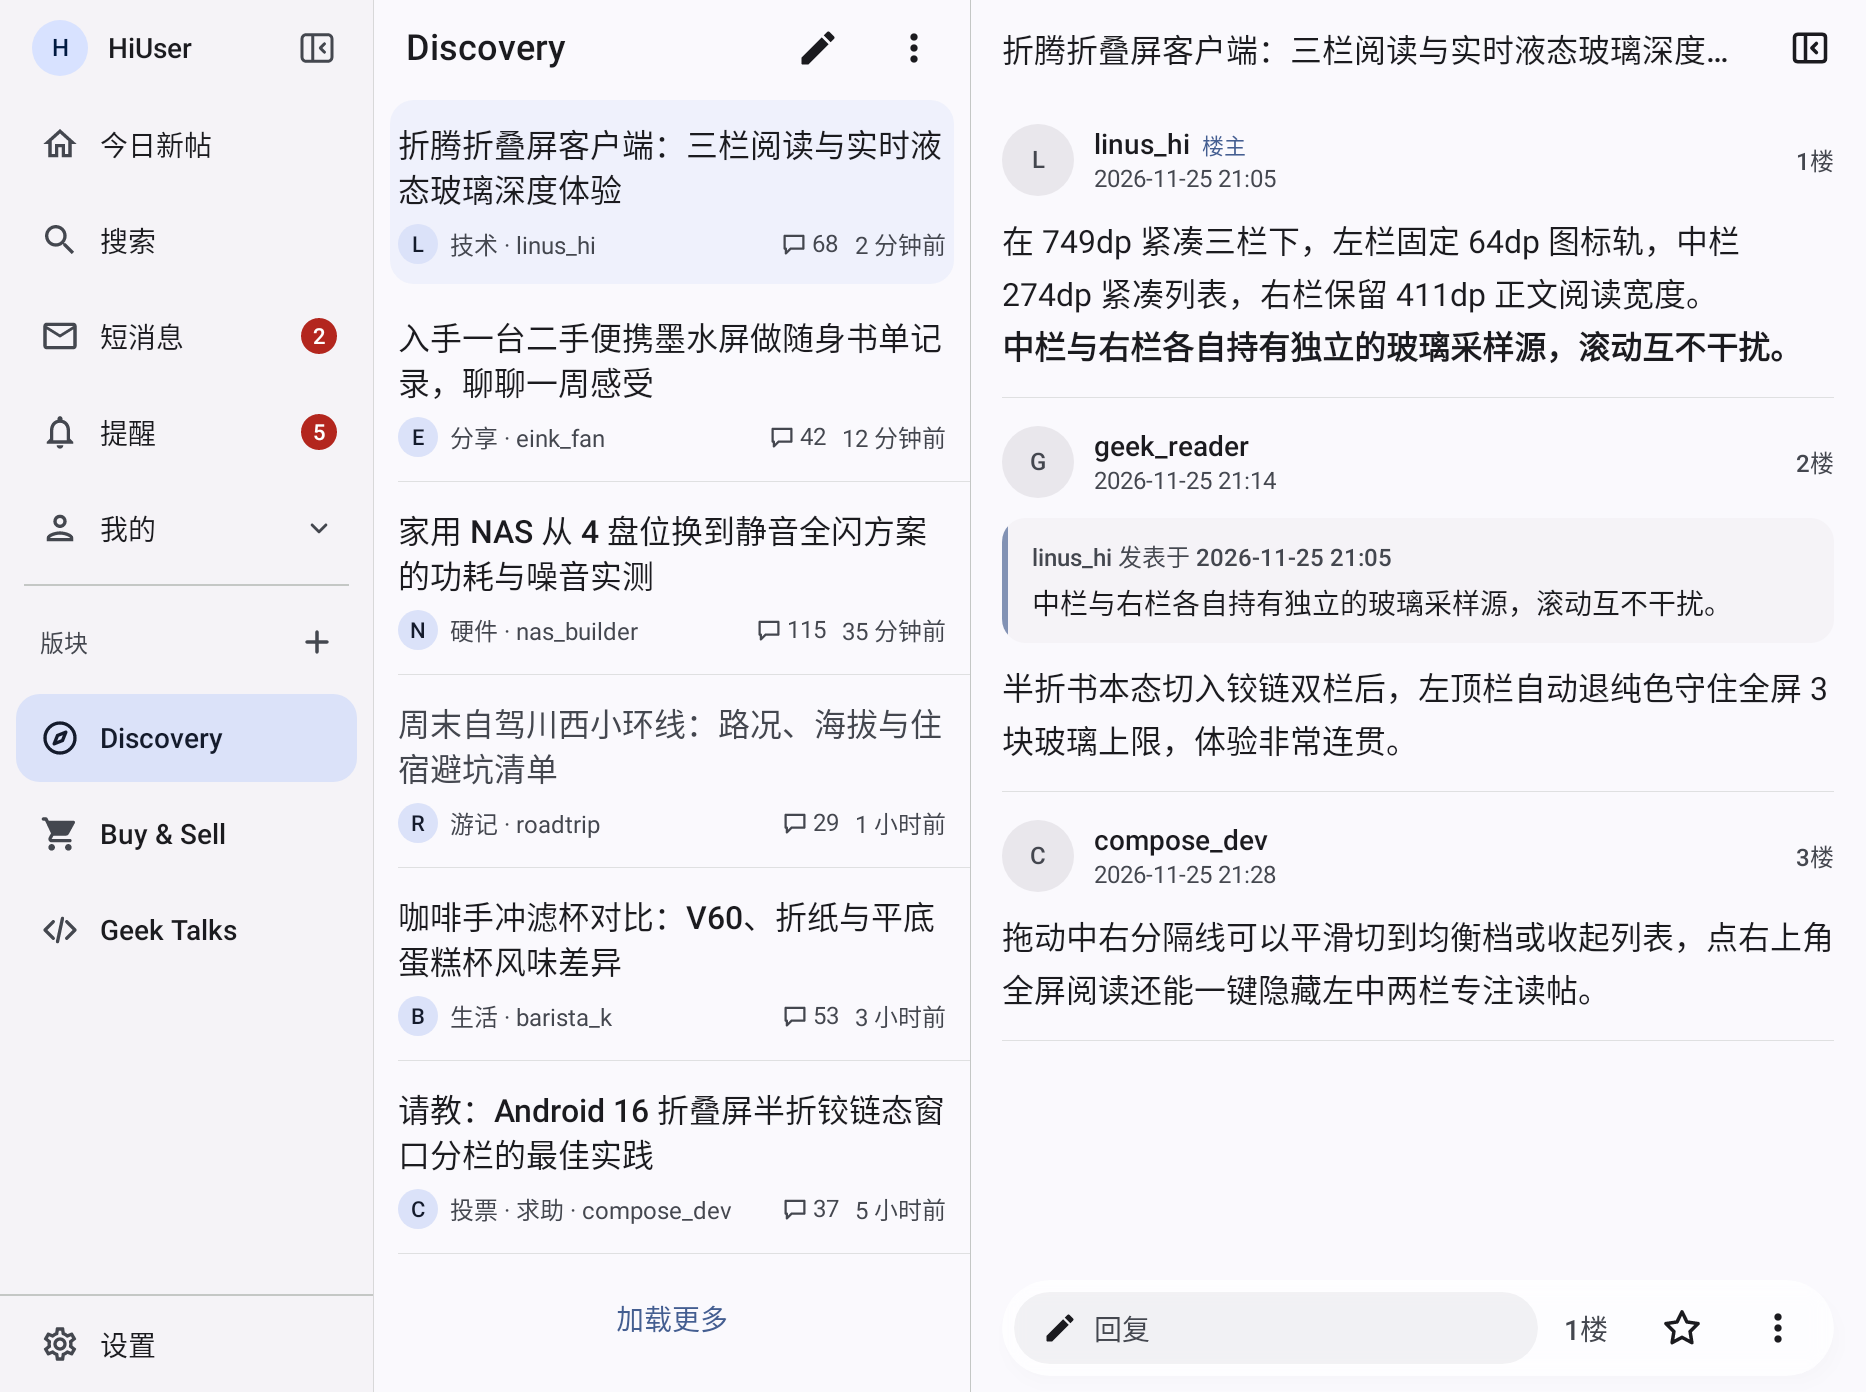 H HiUser
今日新帖
搜索
短消息 2
提醒 5
我的
版块
Discovery
Buy & Sell
Geek Talks
设置
Discovery
折腾折叠屏客户端：三栏阅读与实时液
态玻璃深度体验
L 技术 · linus_hi 68 2 分钟前
入手一台二手便携墨水屏做随身书单记
录，聊聊一周感受
E 分享 · eink_fan 42 12 分钟前
家用 NAS 从 4 盘位换到静音全闪方案
的功耗与噪音实测
N 硬件 · nas_builder 115 35 分钟前
周末自驾川西小环线：路况、海拔与住
宿避坑清单
R 游记 · roadtrip 29 1 小时前
咖啡手冲滤杯对比：V60、折纸与平底
蛋糕杯风味差异
B 生活 · barista_k 53 3 小时前
请教：Android 16 折叠屏半折铰链态窗
口分栏的最佳实践
C 投票 · 求助 · compose_dev 37 5 小时前
加载更多
折腾折叠屏客户端：三栏阅读与实时液态玻璃深度...
L linus_hi 楼主 1楼
2026-11-25 21:05
在 749dp 紧凑三栏下，左栏固定 64dp 图标轨，中栏
274dp 紧凑列表，右栏保留 411dp 正文阅读宽度。
中栏与右栏各自持有独立的玻璃采样源，滚动互不干扰。
G geek_reader 2楼
2026-11-25 21:14
linus_hi 发表于 2026-11-25 21:05
中栏与右栏各自持有独立的玻璃采样源，滚动互不干扰。
半折书本态切入铰链双栏后，左顶栏自动退纯色守住全屏 3
块玻璃上限，体验非常连贯。
C compose_dev 3楼
2026-11-25 21:28
拖动中右分隔线可以平滑切到均衡档或收起列表，点右上角
全屏阅读还能一键隐藏左中两栏专注读帖。
回复 1楼